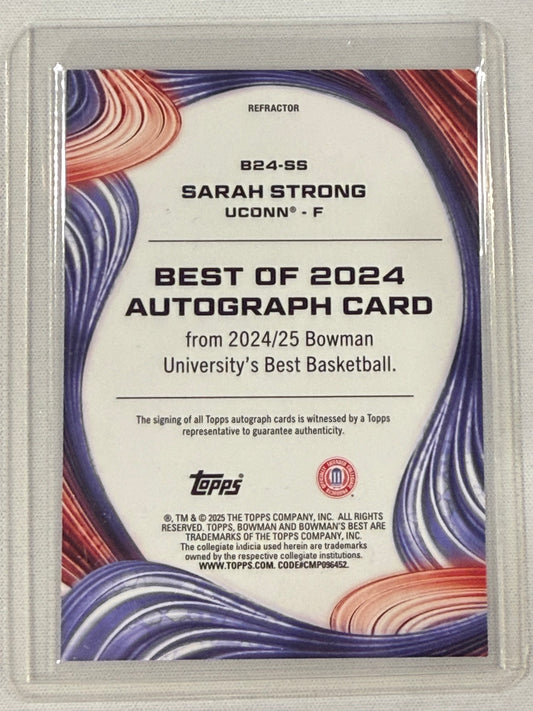 REFRACTOR
B24-SS
SARAH STRONG
UCONN® - F
BEST OF 2024
AUTOGRAPH CARD
from 2024/25 Bowman
University's Best Basketball.
The signing of all Topps autograph cards is witnessed by a Topps
representative to guarantee authenticity.
Topps®
®, TM & © 2025 THE TOPPS COMPANY, INC. ALL RIGHTS
RESERVED. TOPPS, BOWMAN AND BOWMAN'S BEST ARE
TRADEMARKS OF THE TOPPS COMPANY, INC.
The collegiate indicia used herein are trademarks
owned by the respective collegiate institutions.
WWW.TOPPS.COM. CODE#CMP096452.